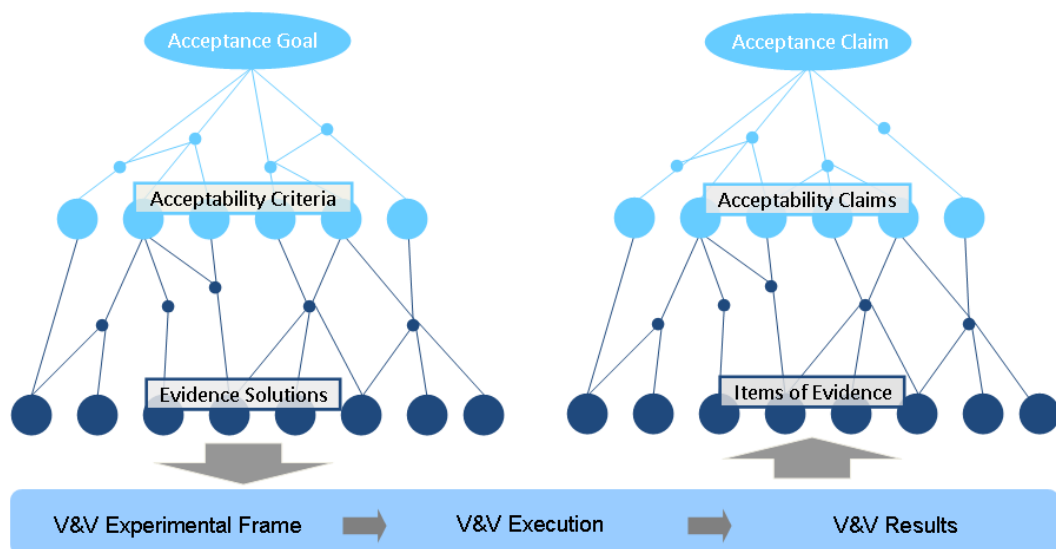 Acceptance Goal
Acceptance Claim
Acceptability Criteria
Acceptability Claims
Evidence Solutions
Items of Evidence
V&V Experimental Frame
V&V Execution
V&V Results